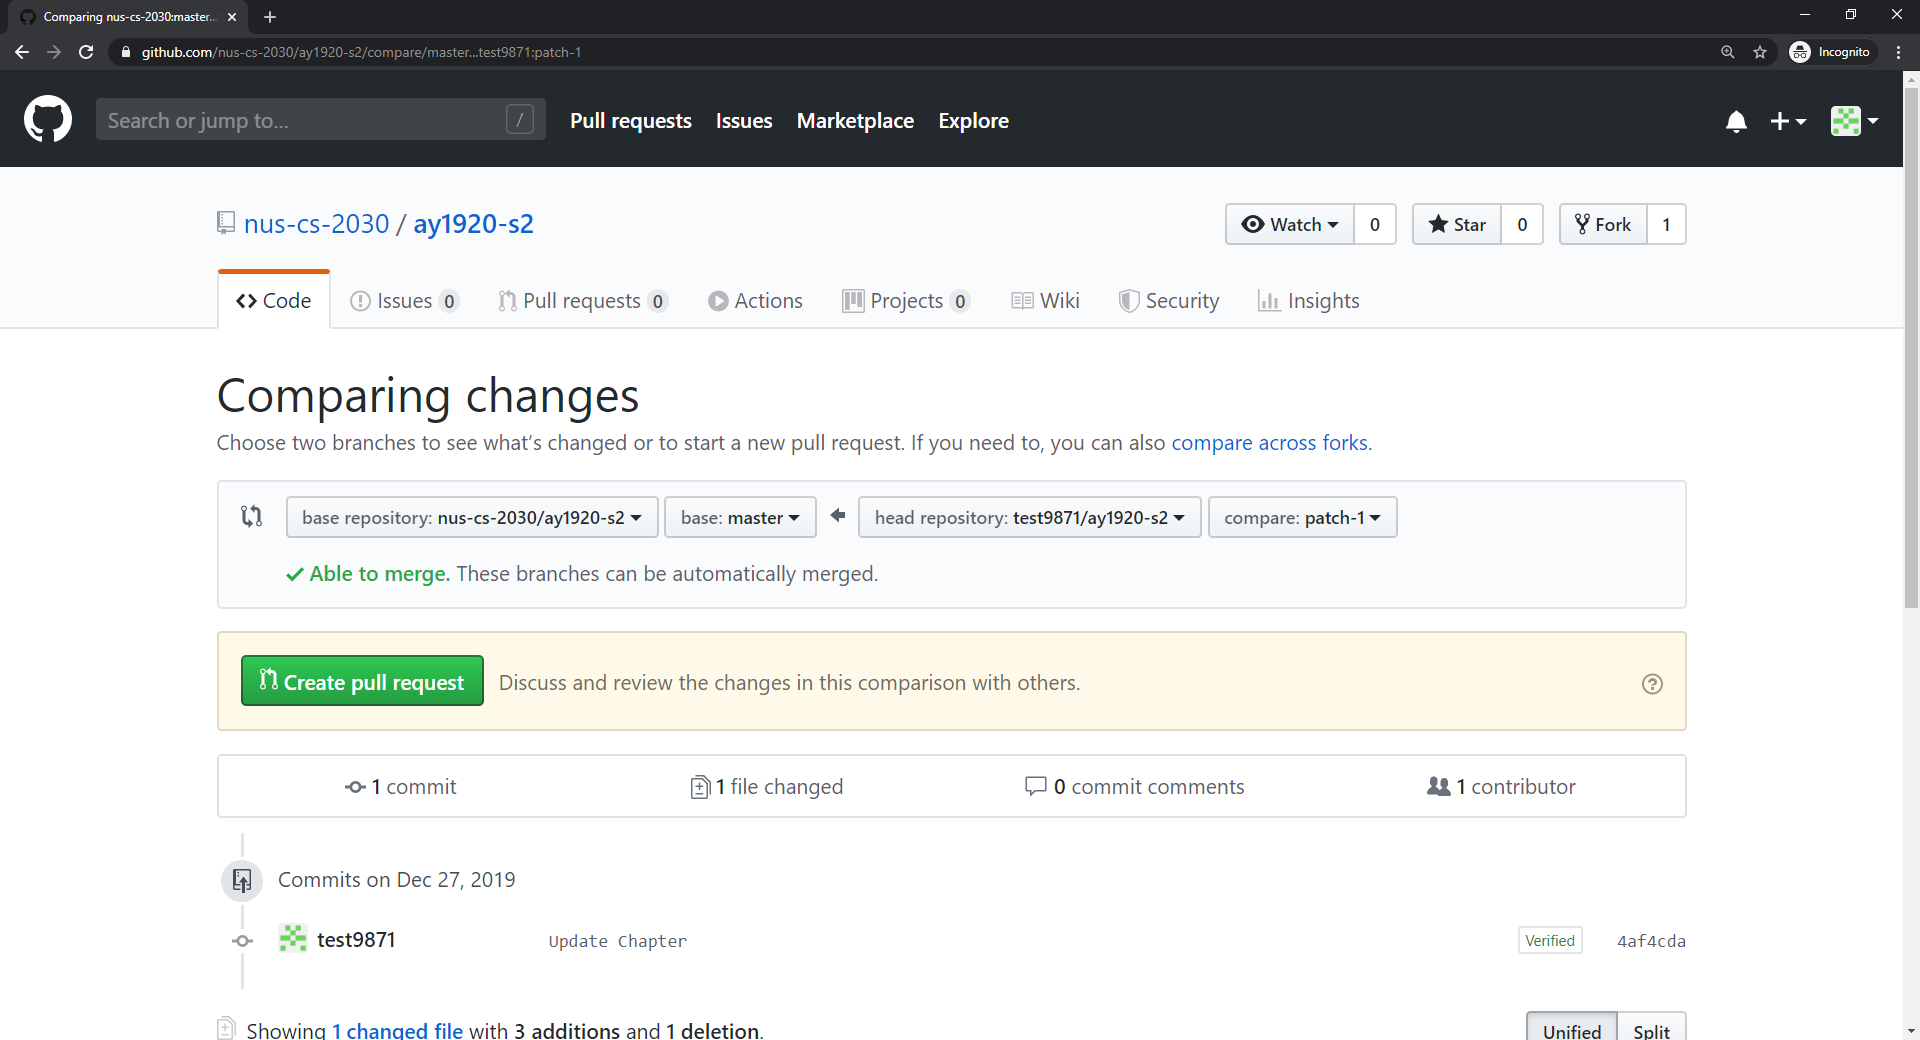 Comparing nus-cs-2030:master...
github.com/nus-cs-2030/ay1920-s2/compare/master...test9871:patch-1
Incognito
Search or jump to...
/
Pull requests
Issues
Marketplace
Explore
nus-cs-2030 / ay1920-s2
Watch 0
Star 0
Fork 1
Code
Issues 0
Pull requests 0
Actions
Projects 0
Wiki
Security
Insights
Comparing changes
Choose two branches to see what’s changed or to start a new pull request. If you need to, you can also compare across forks.
base repository: nus-cs-2030/ay1920-s2
base: master
head repository: test9871/ay1920-s2
compare: patch-1
Able to merge. These branches can be automatically merged.
Create pull request
Discuss and review the changes in this comparison with others.
1 commit
1 file changed
0 commit comments
1 contributor
Commits on Dec 27, 2019
test9871
Update Chapter
Verified
4af4cda
Showing 1 changed file with 3 additions and 1 deletion.
Unified
Split